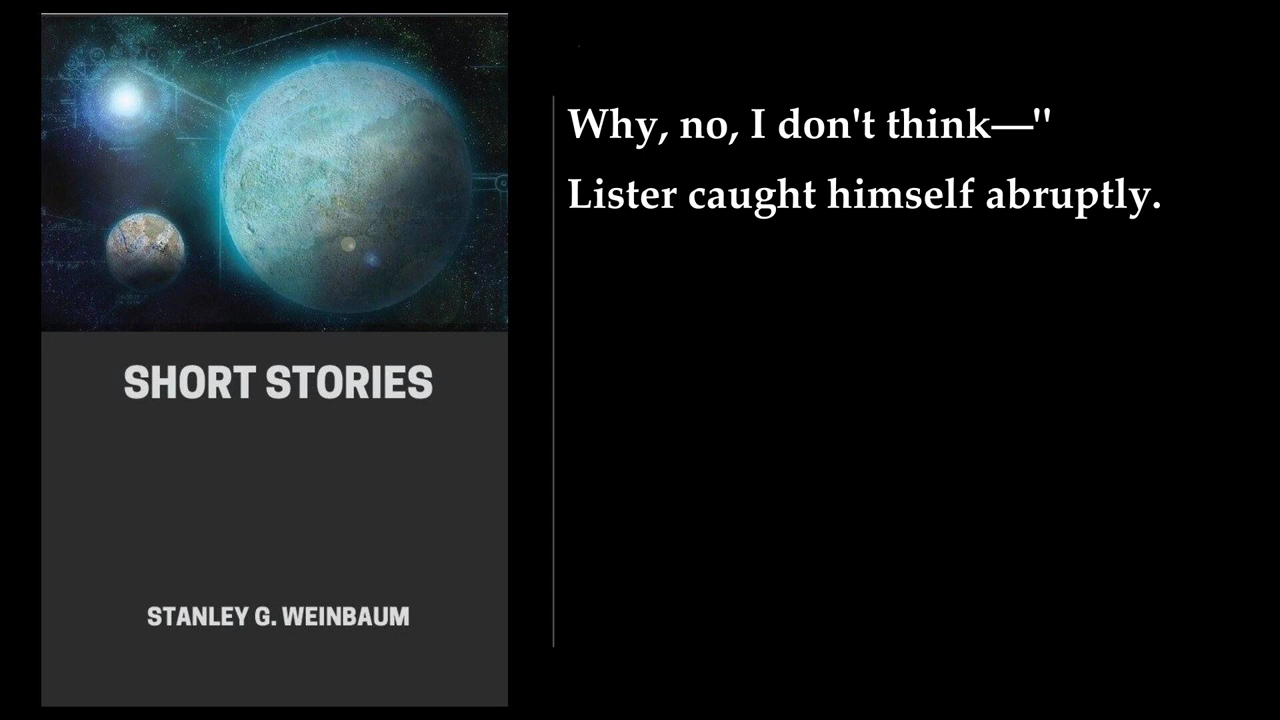 SHORT STORIES
STANLEY G. WEINBAUM
Why, no, I don't think—"
Lister caught himself abruptly.